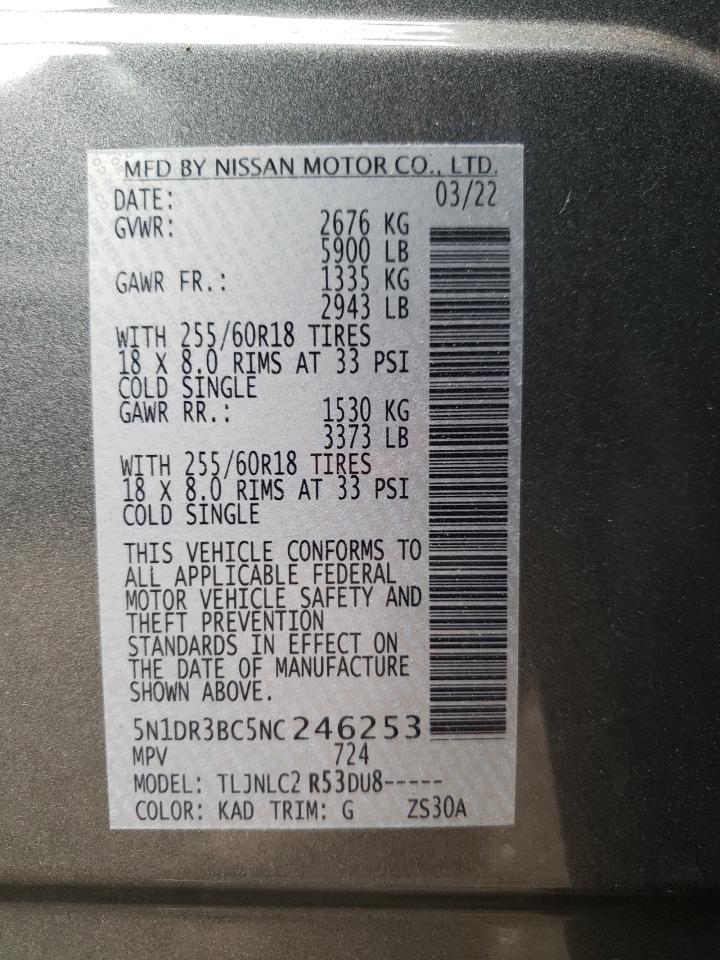 MFD BY NISSAN MOTOR CO., LTD.
DATE: 03/22
GVWR: 2676 KG
5900 LB
GAWR FR.: 1335 KG
2943 LB
WITH 255/60R18 TIRES
18 X 8.0 RIMS AT 33 PSI
COLD SINGLE
GAWR RR.: 1530 KG
3373 LB
WITH 255/60R18 TIRES
18 X 8.0 RIMS AT 33 PSI
COLD SINGLE
THIS VEHICLE CONFORMS TO
ALL APPLICABLE FEDERAL
MOTOR VEHICLE SAFETY AND
THEFT PREVENTION
STANDARDS IN EFFECT ON
THE DATE OF MANUFACTURE
SHOWN ABOVE.
5N1DR3BC5NC246253
MPV 724
MODEL: TLJNLC2 R53DU8-----
COLOR: KAD TRIM: G ZS30A